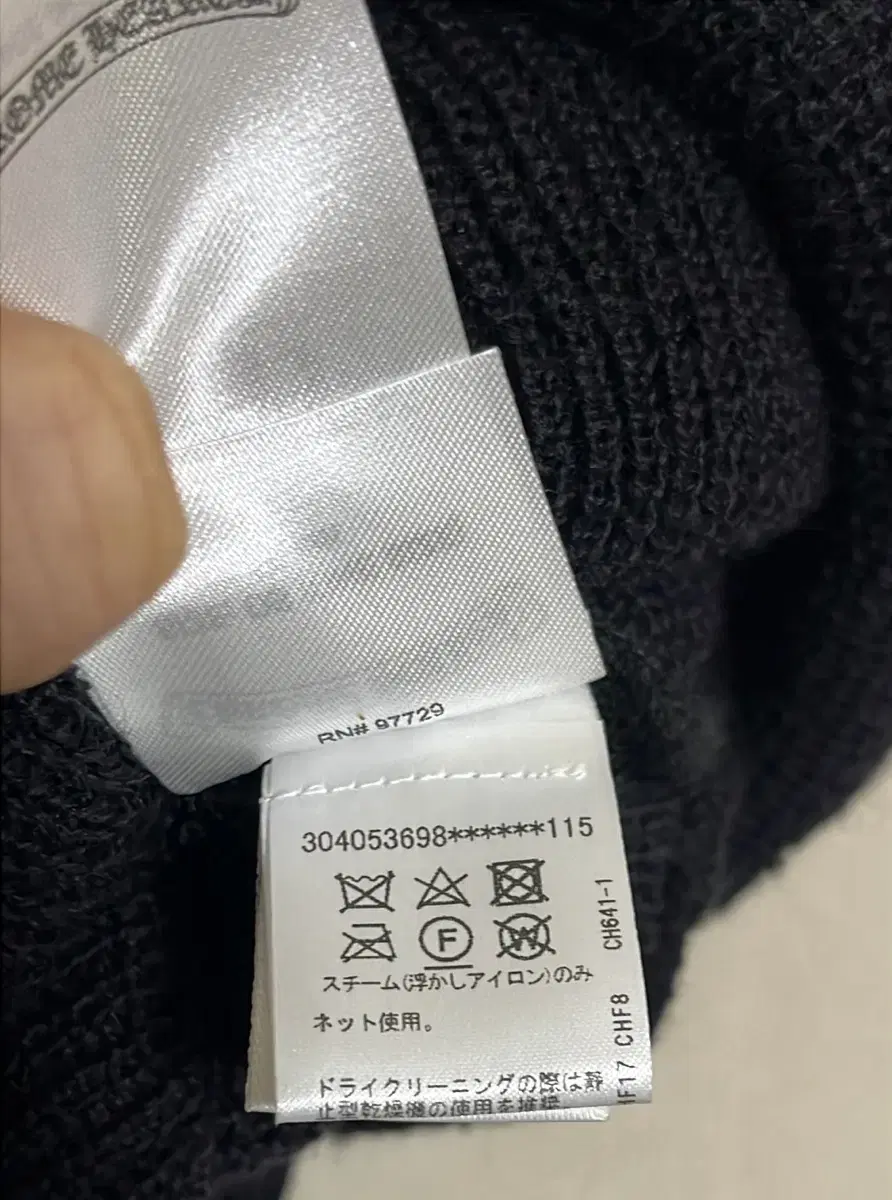 RN# 97729
304053698******115
F
W
スチーム(浮かしアイロン)のみ
ネット使用。
ドライクリーニングの際は静
止型乾燥機の使用を推奨
CH641-1
CHF8
HF17